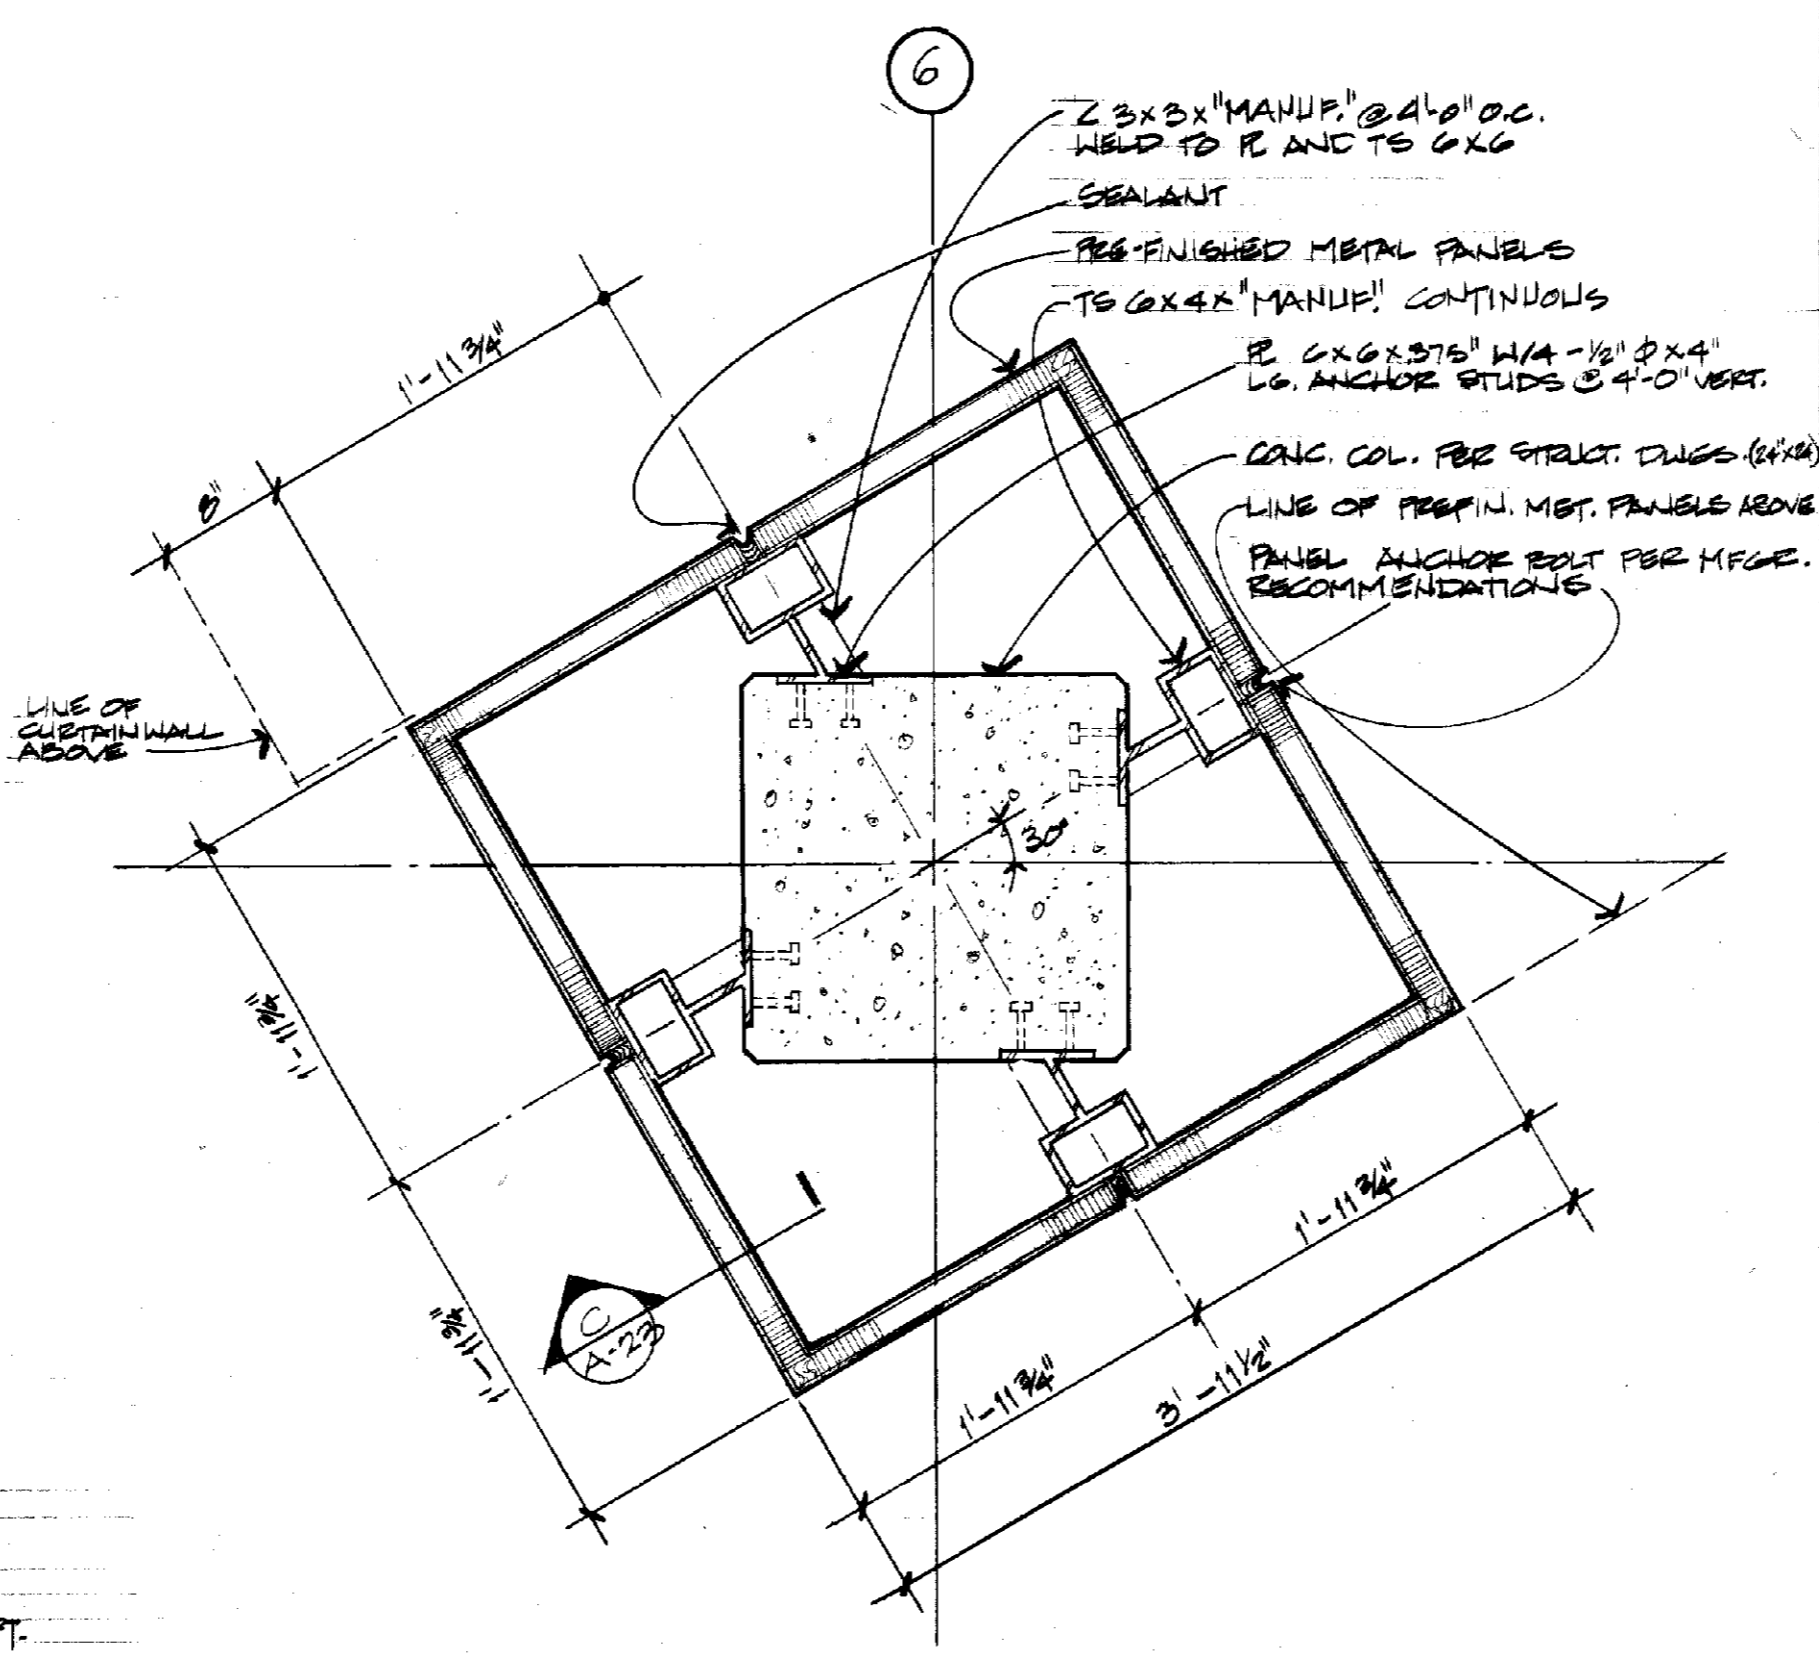 6
L 3x3x "MANUF." @ 4'-0" O.C.
WELD TO PL AND TS 6X6
SEALANT
PRE-FINISHED METAL PANELS
TS 6X4X "MANUF." CONTINUOUS
PL 6X6X.375" W/4-1/2" Φ X 4"
LG. ANCHOR STUDS @ 4'-0" VERT.
CONC. COL. PER STRUCT. DWGS. (24"X24)
LINE OF PREFIN. MET. PANELS ABOVE
PANEL ANCHOR BOLT PER MFGR.
RECOMMENDATIONS
1'-11 3/4"
8"
LINE OF
CURTAINWALL
ABOVE
30°
1'-11 3/4"
1'-11 3/4"
1'-11 3/4"
1'-11 3/4"
3'-11 1/2"
C
A-23